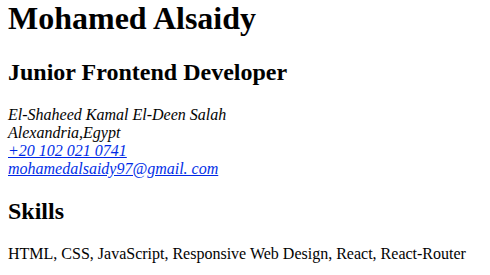 Mohamed Alsaidy
Junior Frontend Developer
El-Shaheed Kamal El-Deen Salah
Alexandria,Egypt
+20 102 021 0741
mohamedalsaidy97@gmail. com
Skills
HTML, CSS, JavaScript, Responsive Web Design, React, React-Router